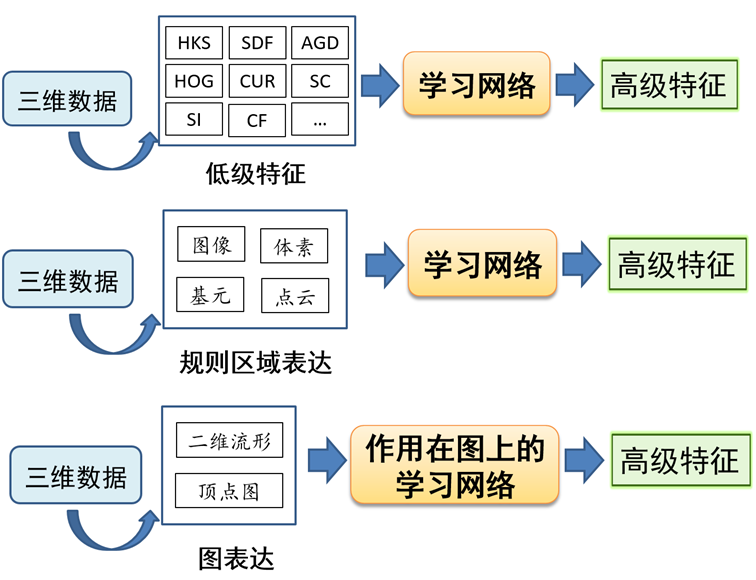 三维数据
HKS SDF AGD
HOG CUR SC
SI CF ...
低级特征
学习网络
高级特征
三维数据
图像 体素
基元 点云
规则区域表达
学习网络
高级特征
三维数据
二维流形
顶点图
图表达
作用在图上的
学习网络
高级特征